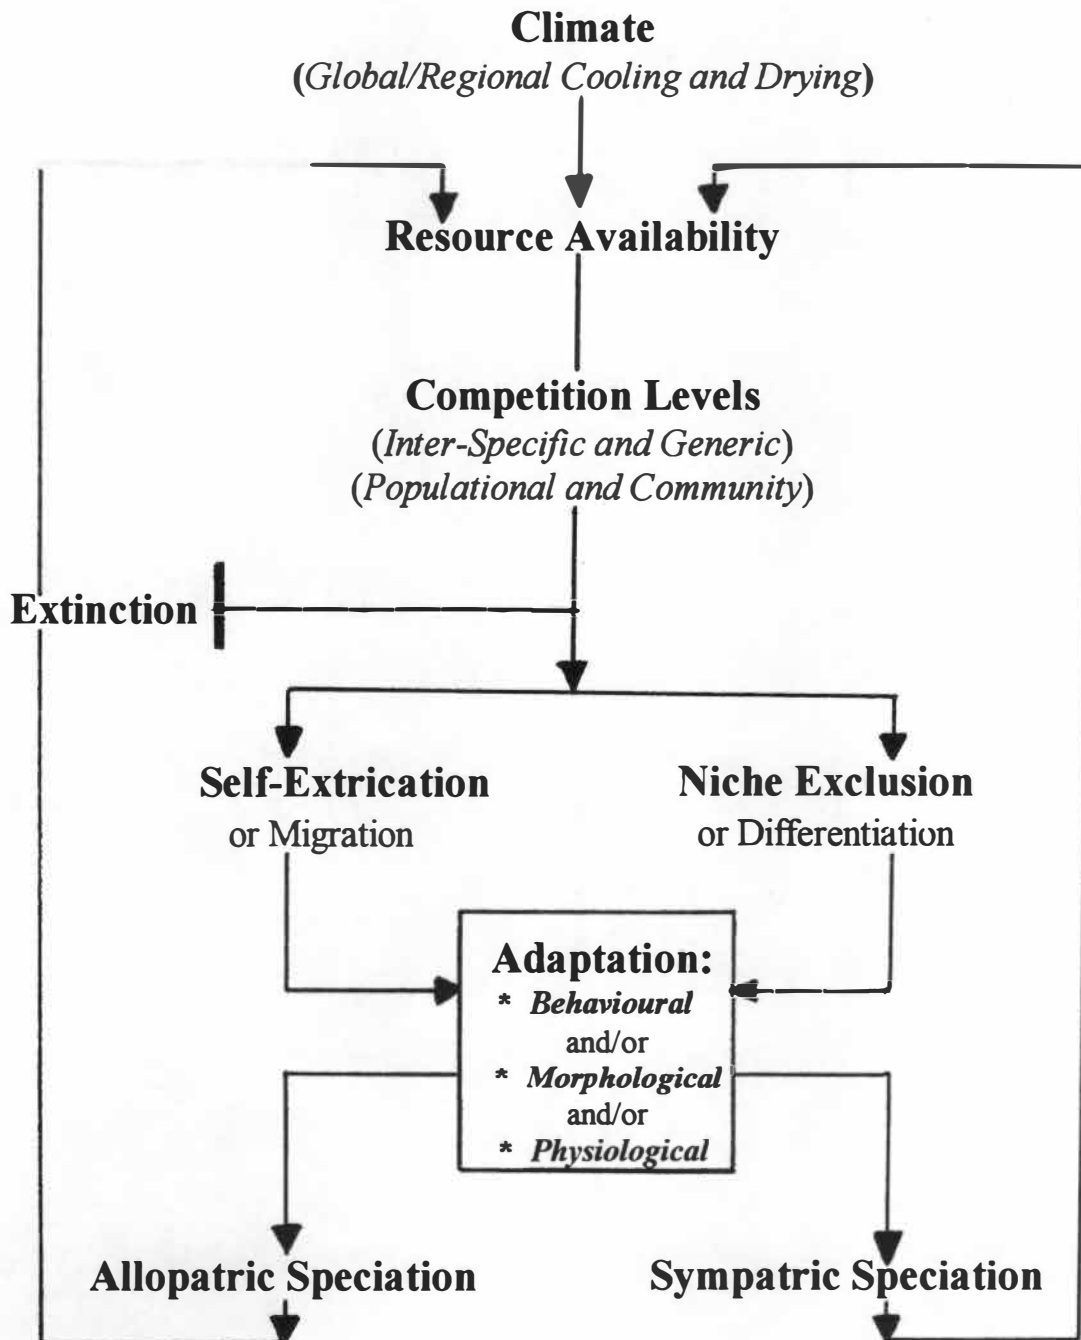 Climate
(Global/Regional Cooling and Drying)
Resource Availability
Competition Levels
(Inter-Specific and Generic)
(Populational and Community)
Extinction
Self-Extrication
or Migration
Niche Exclusion
or Differentiation
Adaptation:
* Behavioural
and/or
* Morphological
and/or
* Physiological
Allopatric Speciation
Sympatric Speciation